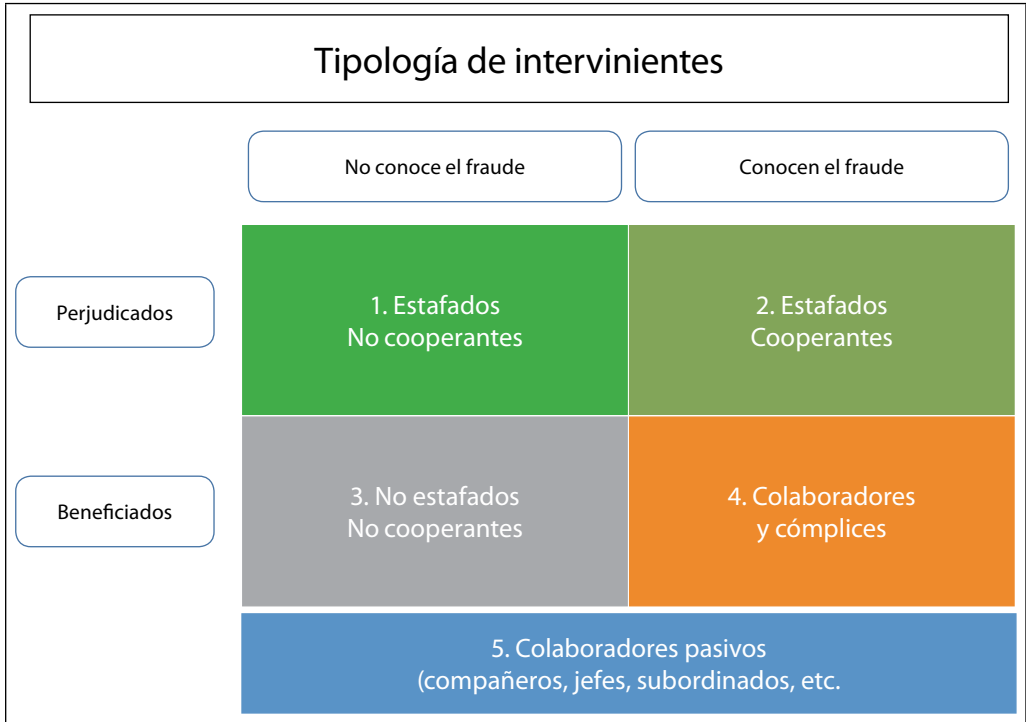 Tipología de intervinientes
No conoce el fraude
Conocen el fraude
Perjudicados
1. Estafados
No cooperantes
2. Estafados
Cooperantes
Beneficiados
3. No estafados
No cooperantes
4. Colaboradores
y cómplices
5. Colaboradores pasivos
(compañeros, jefes, subordinados, etc.